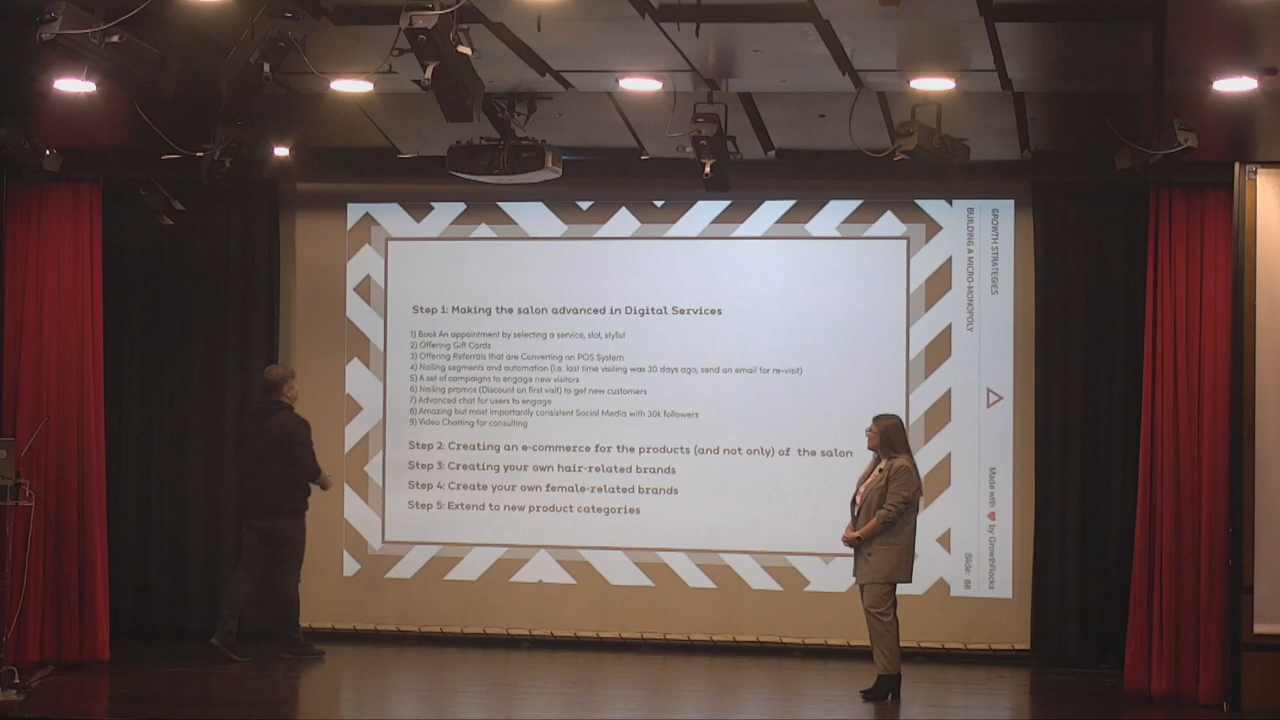 Step 1: Making the salon advanced in Digital Services
1) Book An appointment by selecting a service, slot, stylist
2) Offering Gift Cards
3) Offering Referrals that are Converting on POS System
4) Nailing segments and automation (i.e. last time visiting was 30 days ago, send an email for re-visit)
5) A set of campaigns to engage new visitors
6) Nailing promos (Discount on first visit) to get new customers
7) Advanced chat for users to engage
8) Amazing but most importantly consistent Social Media with 30k followers
9) Video Chatting for consulting
Step 2: Creating an e-commerce for the products (and not only) of the salon
Step 3: Creating your own hair-related brands
Step 4: Create your own female-related brands
Step 5: Extend to new product categories
GROWTH STRATEGIES
BUILDING A MICRO-MONOPOLY
Made with ❤ by GrowthRocks
Slide: 68